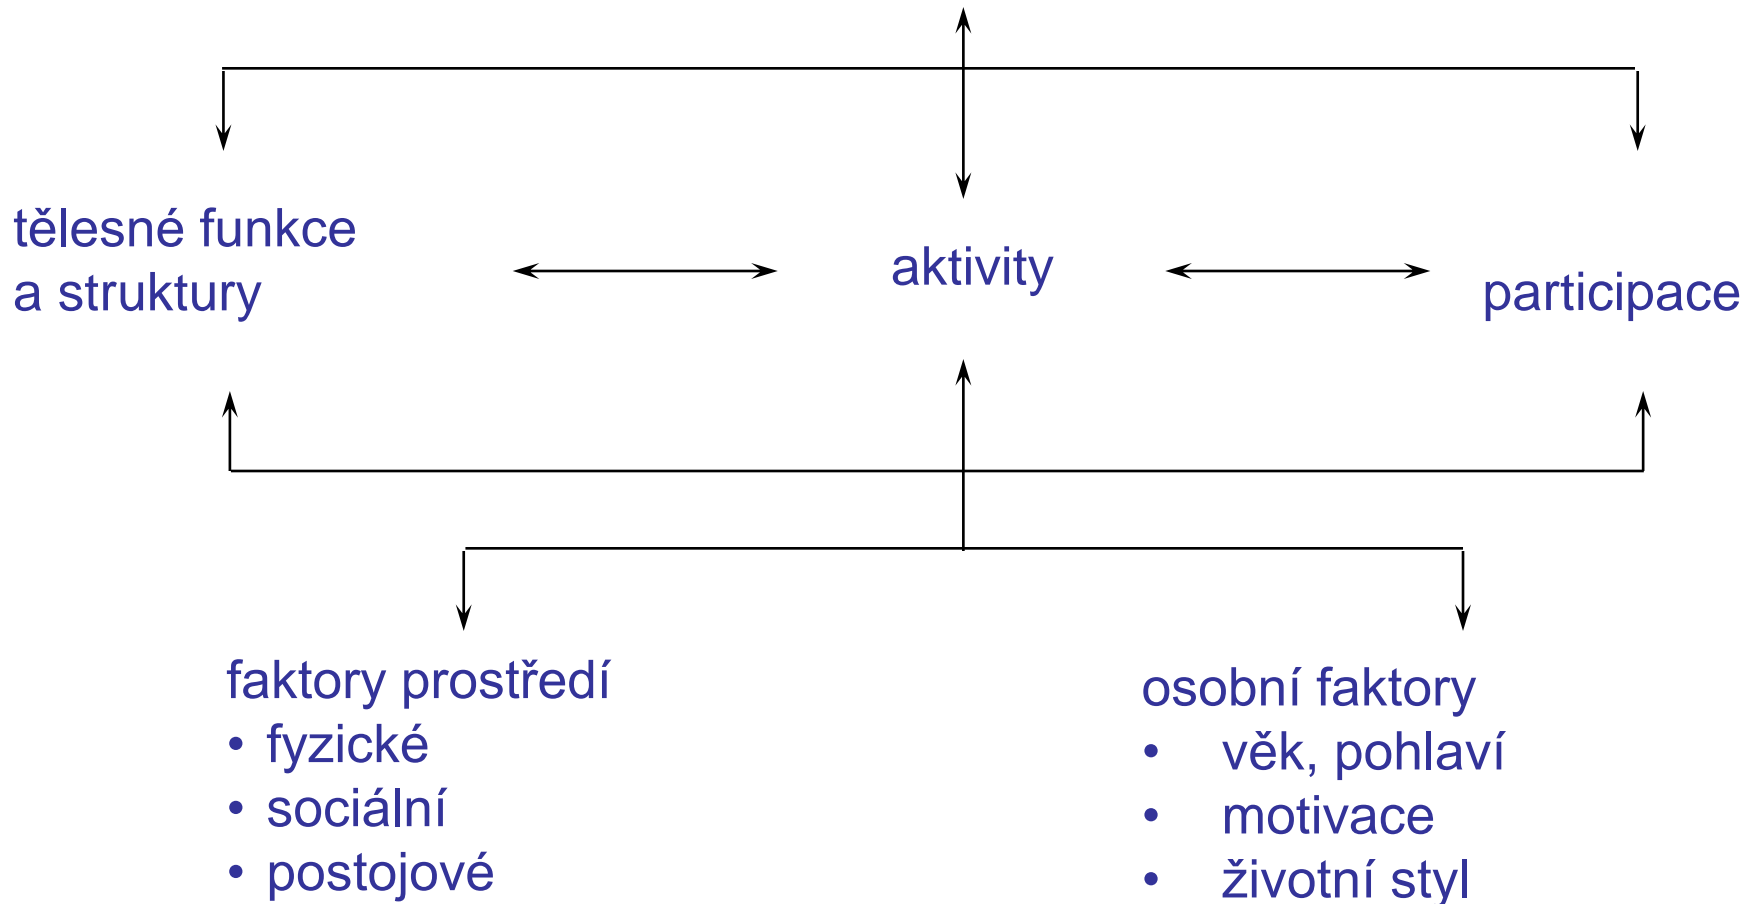 tělesné funkce
a struktury
aktivity
participace
faktory prostředí
• fyzické
• sociální
• postojové
osobní faktory
• věk, pohlaví
• motivace
• životní styl